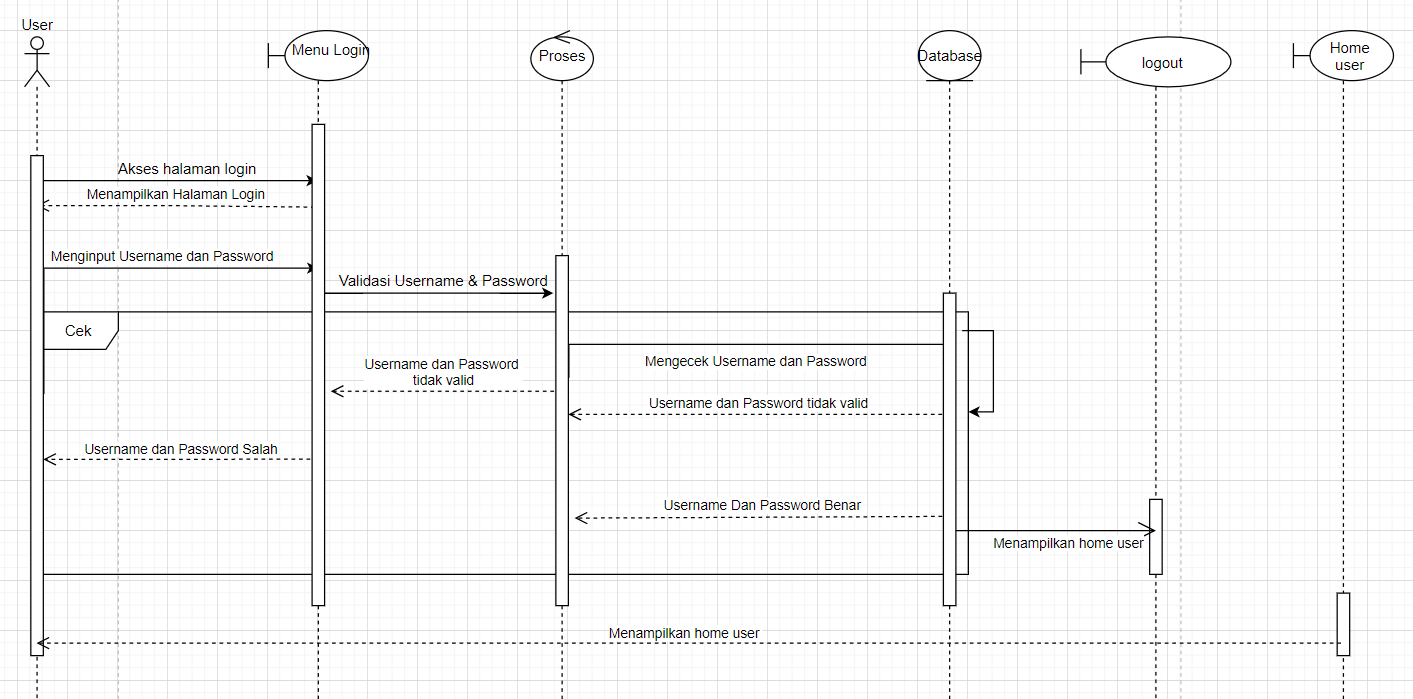 User
Menu Login
Proses
Database
logout
Home
user
Akses halaman login
Menampilkan Halaman Login
Menginput Username dan Password
Validasi Username & Password
Cek
Username dan Password
tidak valid
Mengecek Username dan Password
Username dan Password tidak valid
Username dan Password Salah
Username Dan Password Benar
Menampilkan home user
Menampilkan home user